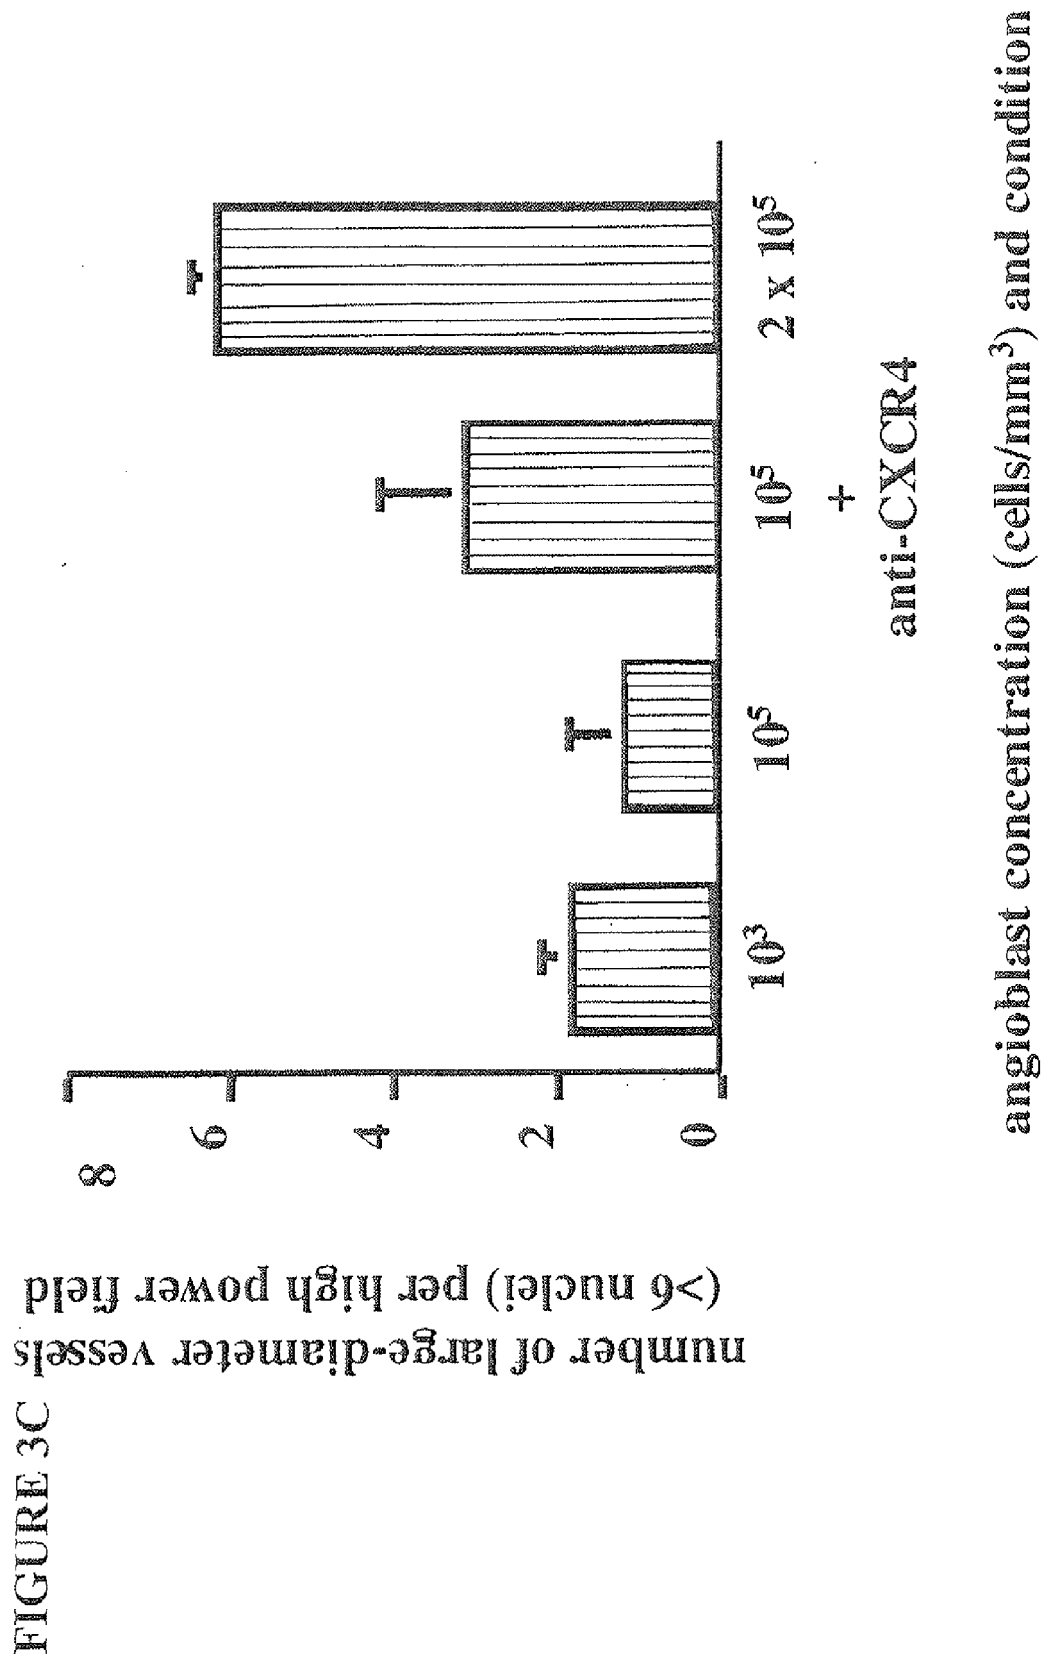 FIGURE 3C
number of large-diameter vessels
(>6 nuclei) per high power field
8
6
4
2
0
10³
10⁵
10⁵
2 x 10⁵
+
anti-CXCR4
angioblast concentration (cells/mm³) and condition